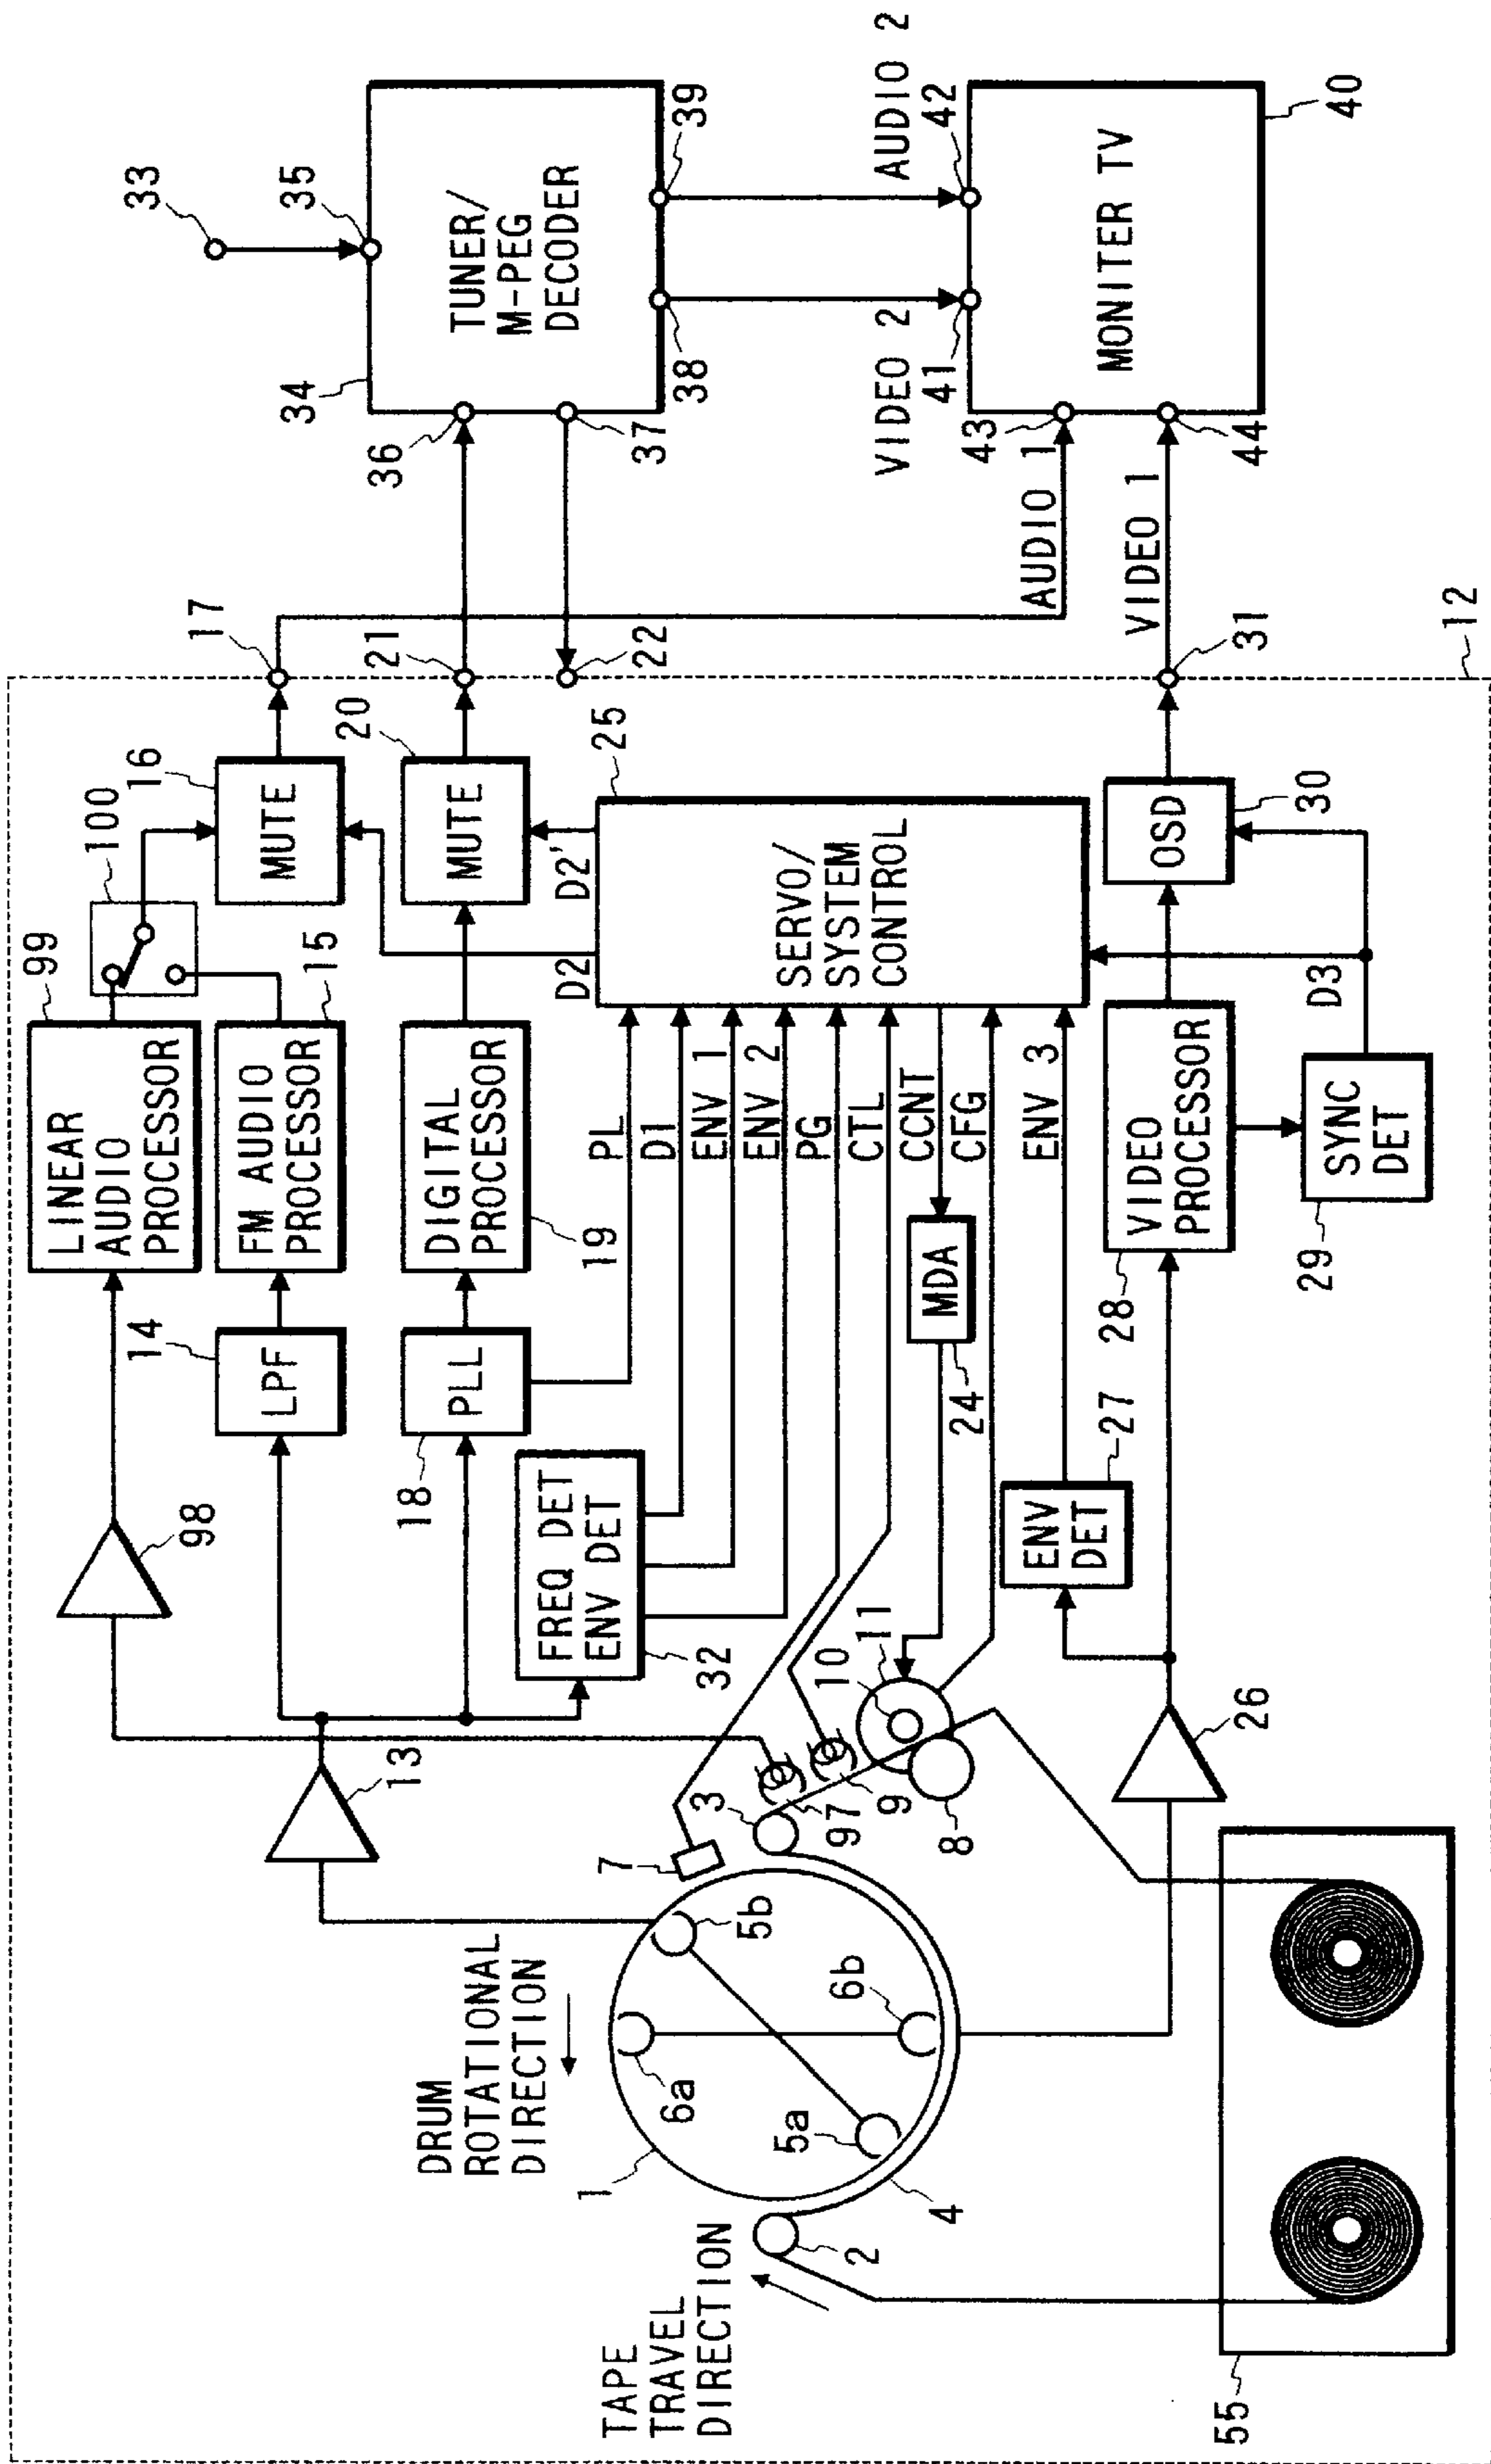 33
35
34
TUNER/
M-PEG
DECODER
36
37
38
39
VIDEO 2
AUDIO 2
41
42
43
44
MONITER TV
40
AUDIO 1
VIDEO 1
17
21
22
31
12
99
LINEAR
AUDIO
PROCESSOR
100
16
MUTE
98
14
LPF
FM AUDIO
PROCESSOR
15
20
MUTE
18
PLL
DIGITAL
PROCESSOR
19
13
FREQ DET
ENV DET
32
D2
D2'
25
SERVO/
SYSTEM
CONTROL
PL
D1
ENV 1
ENV 2
PG
CTL
CCNT
CFG
ENV 3
MDA
24
ENV
DET
27
28
VIDEO
PROCESSOR
OSD
30
D3
29
SYNC
DET
26
DRUM
ROTATIONAL
DIRECTION
1
6a
5b
6b
5a
7
3
97
9
10
11
8
4
2
TAPE
TRAVEL
DIRECTION
55